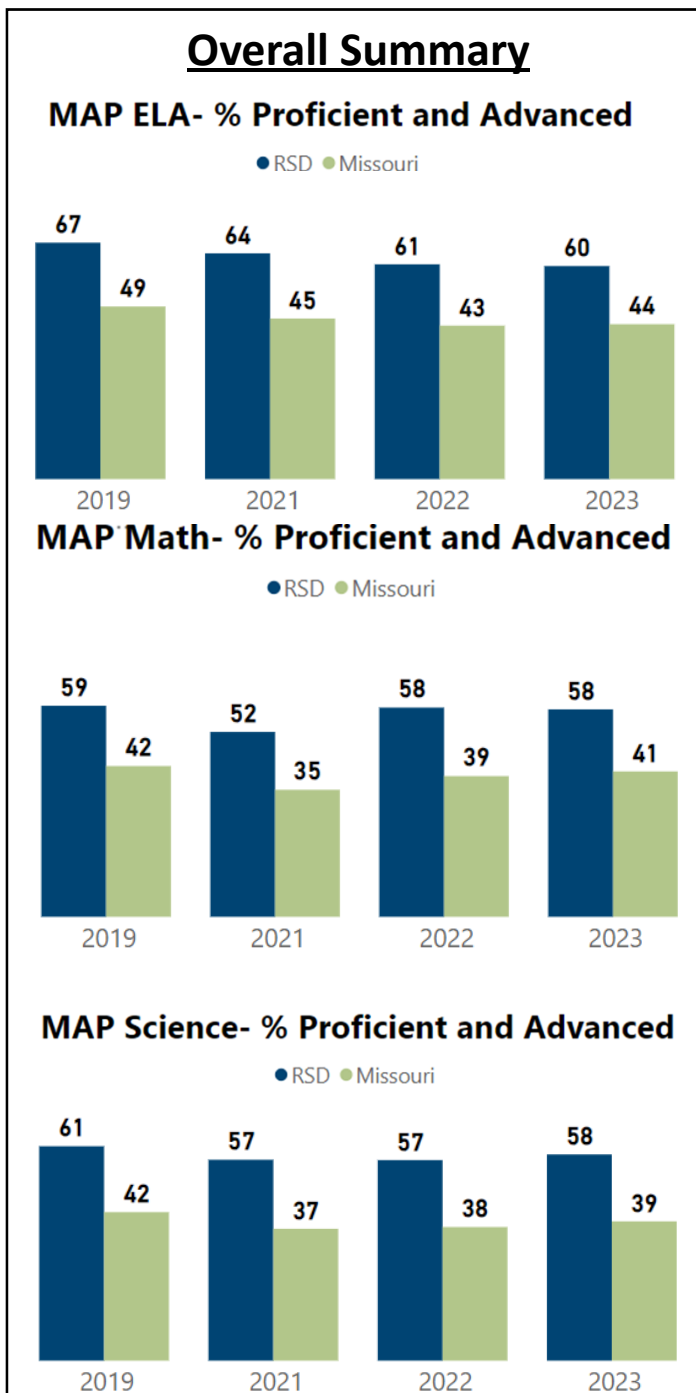 Overall Summary
MAP ELA- % Proficient and Advanced
RSD Missouri
67 49 64 45 61 43 60 44
2019 2021 2022 2023
MAP Math- % Proficient and Advanced
RSD Missouri
59 42 52 35 58 39 58 41
2019 2021 2022 2023
MAP Science- % Proficient and Advanced
RSD Missouri
61 42 57 37 57 38 58 39
2019 2021 2022 2023